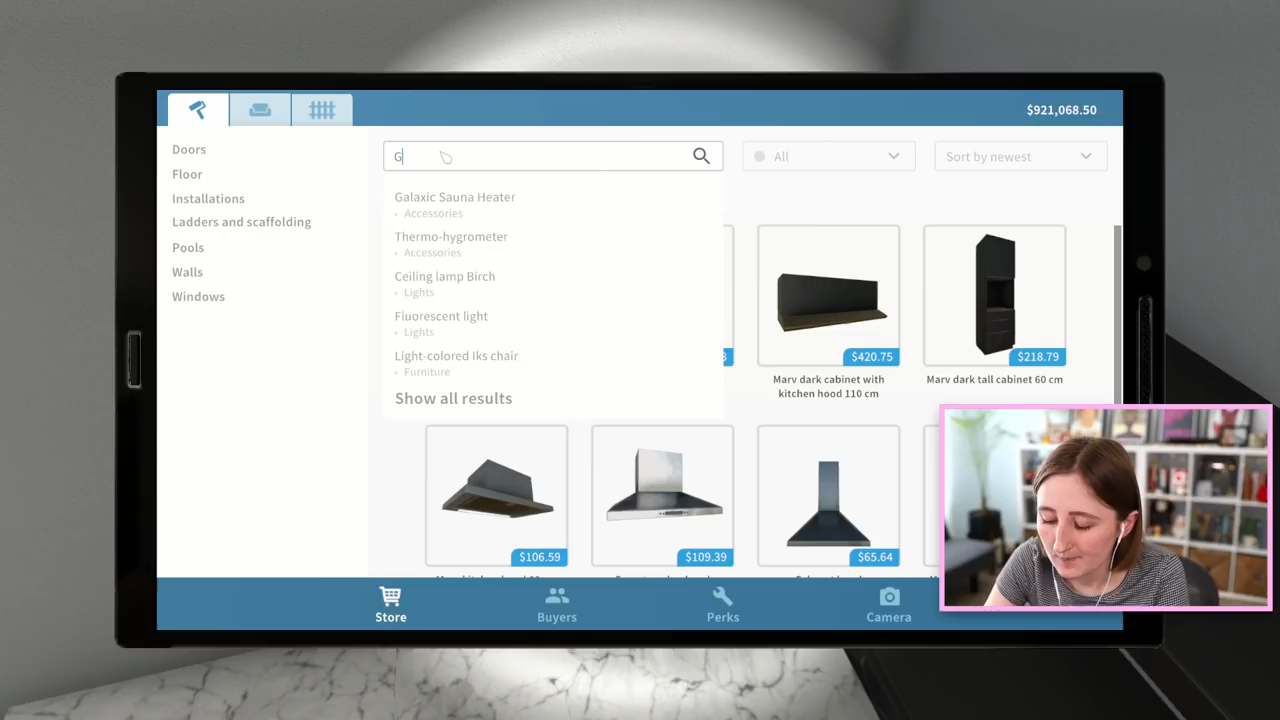 $921,068.50
Doors
Floor
Installations
Ladders and scaffolding
Pools
Walls
Windows
G
All
Sort by newest
Galaxic Sauna Heater
Accessories
Thermo-hygrometer
Accessories
Ceiling lamp Birch
Lights
Fluorescent light
Lights
Light-colored Iks chair
Furniture
Show all results
$420.75
Marv dark cabinet with
kitchen hood 110 cm
$218.79
Marv dark tall cabinet 60 cm
$106.59
$109.39
$65.64
Store
Buyers
Perks
Camera